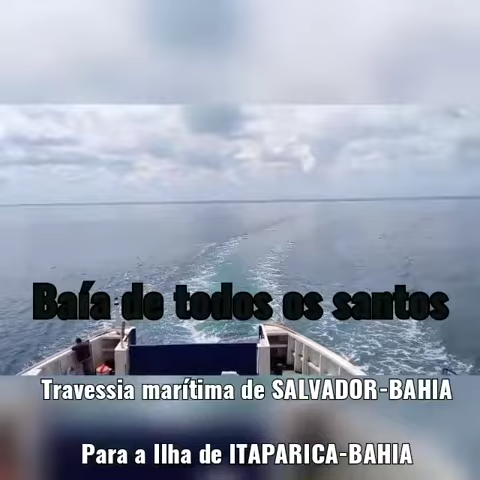 Baía de todos os santos
Travessia marítima de SALVADOR-BAHIA
Para a Ilha de ITAPARICA-BAHIA